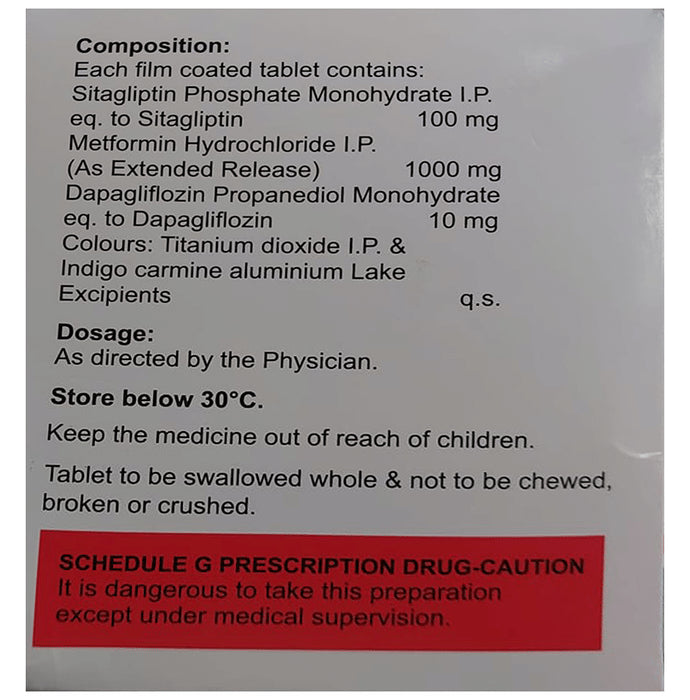 Composition:
Each film coated tablet contains:
Sitagliptin Phosphate Monohydrate I.P.
eq. to Sitagliptin 100 mg
Metformin Hydrochloride I.P.
(As Extended Release) 1000 mg
Dapagliflozin Propanediol Monohydrate
eq. to Dapagliflozin 10 mg
Colours: Titanium dioxide I.P. &
Indigo carmine aluminium Lake
Excipients q.s.
Dosage:
As directed by the Physician.
Store below 30°C.
Keep the medicine out of reach of children.
Tablet to be swallowed whole & not to be chewed,
broken or crushed.
SCHEDULE G PRESCRIPTION DRUG-CAUTION
It is dangerous to take this preparation
except under medical supervision.